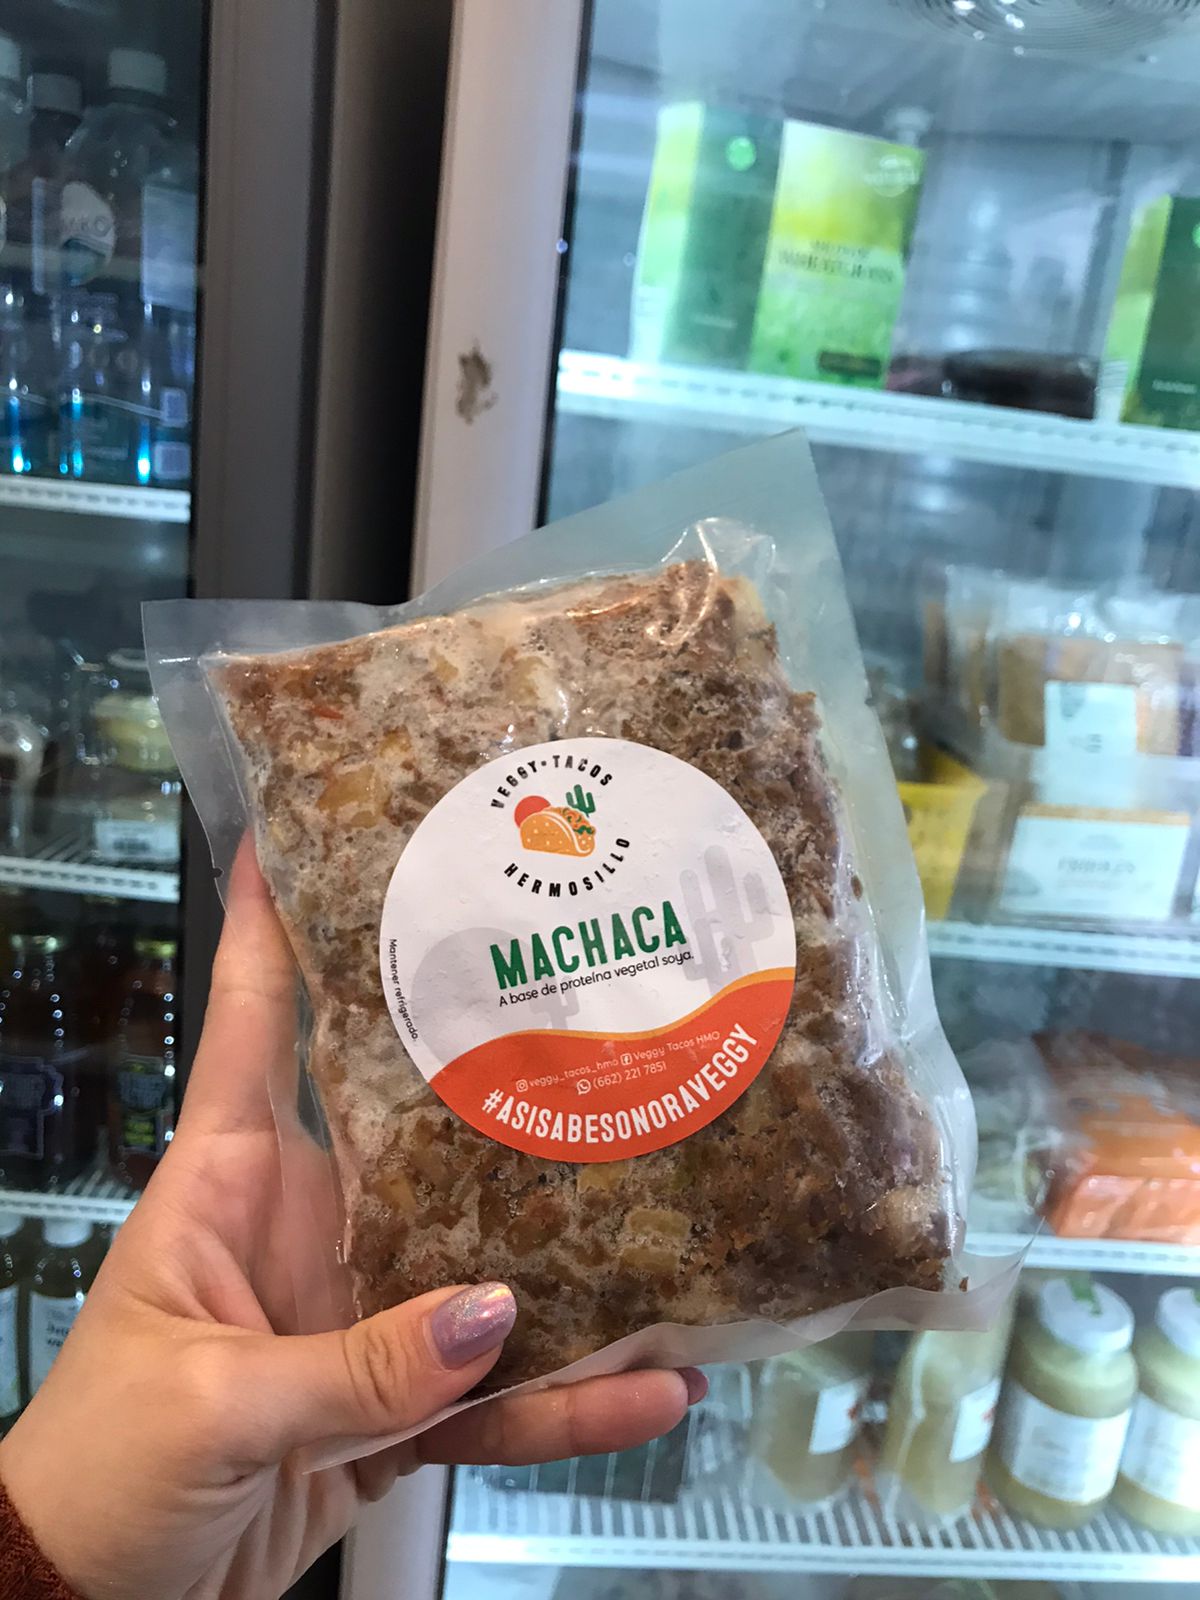 VEGGY-TACOS
HERMOSILLO
MACHACA
A base de proteína vegetal soya.
Mantener refrigerado.
veggy_tacos_hmo Veggy Tacos HMO
(662) 221 7851
#ASISABESONORAVEGGY